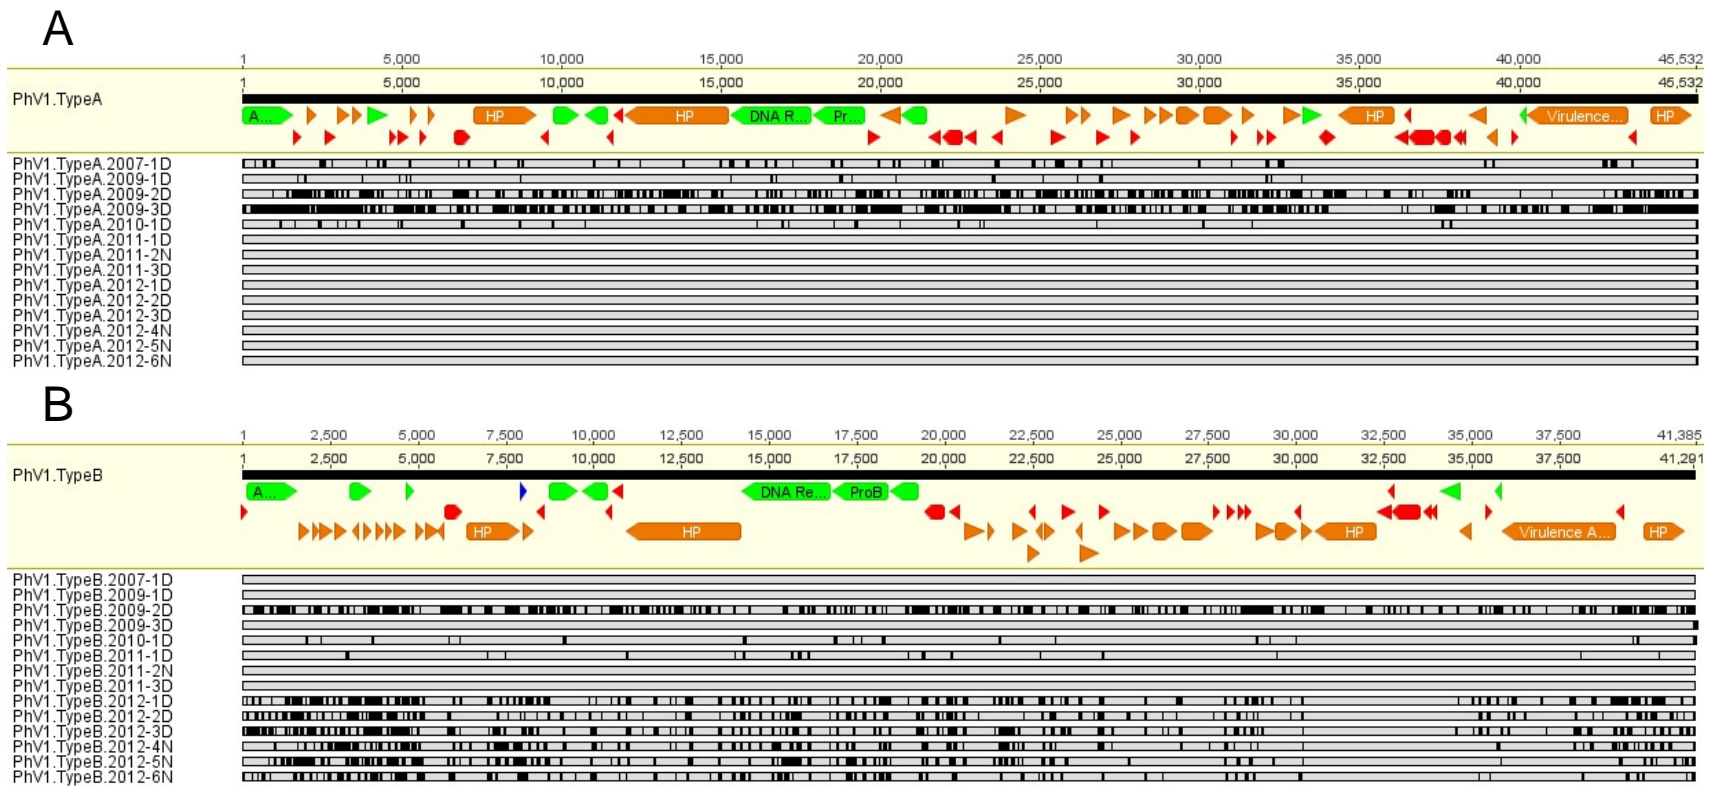 A
1 5,000 10,000 15,000 20,000 25,000 30,000 35,000 40,000 45,532
1 5,000 10,000 15,000 20,000 25,000 30,000 35,000 40,000 45,532
PhV1.TypeA
A... HP HP DNA R... Pr... HP Virulence... HP
PhV1.TypeA.2007-1D
PhV1.TypeA.2009-1D
PhV1.TypeA.2009-2D
PhV1.TypeA.2009-3D
PhV1.TypeA.2010-1D
PhV1.TypeA.2011-1D
PhV1.TypeA.2011-2N
PhV1.TypeA.2011-3D
PhV1.TypeA.2012-1D
PhV1.TypeA.2012-2D
PhV1.TypeA.2012-3D
PhV1.TypeA.2012-4N
PhV1.TypeA.2012-5N
PhV1.TypeA.2012-6N
B
1 2,500 5,000 7,500 10,000 12,500 15,000 17,500 20,000 22,500 25,000 27,500 30,000 32,500 35,000 37,500 41,385
1 2,500 5,000 7,500 10,000 12,500 15,000 17,500 20,000 22,500 25,000 27,500 30,000 32,500 35,000 37,500 41,291
PhV1.TypeB
A... DNA Re... ProB
HP HP HP Virulence A... HP
PhV1.TypeB.2007-1D
PhV1.TypeB.2009-1D
PhV1.TypeB.2009-2D
PhV1.TypeB.2009-3D
PhV1.TypeB.2010-1D
PhV1.TypeB.2011-1D
PhV1.TypeB.2011-2N
PhV1.TypeB.2011-3D
PhV1.TypeB.2012-1D
PhV1.TypeB.2012-2D
PhV1.TypeB.2012-3D
PhV1.TypeB.2012-4N
PhV1.TypeB.2012-5N
PhV1.TypeB.2012-6N